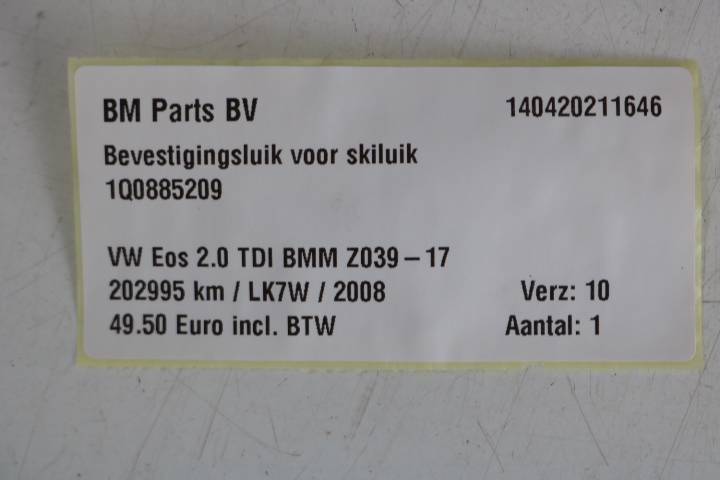 BM Parts BV 140420211646
Bevestigingsluik voor skiluik
1Q0885209
VW Eos 2.0 TDI BMM Z039-17
202995 km / LK7W / 2008 Verz: 10
49.50 Euro incl. BTW Aantal: 1